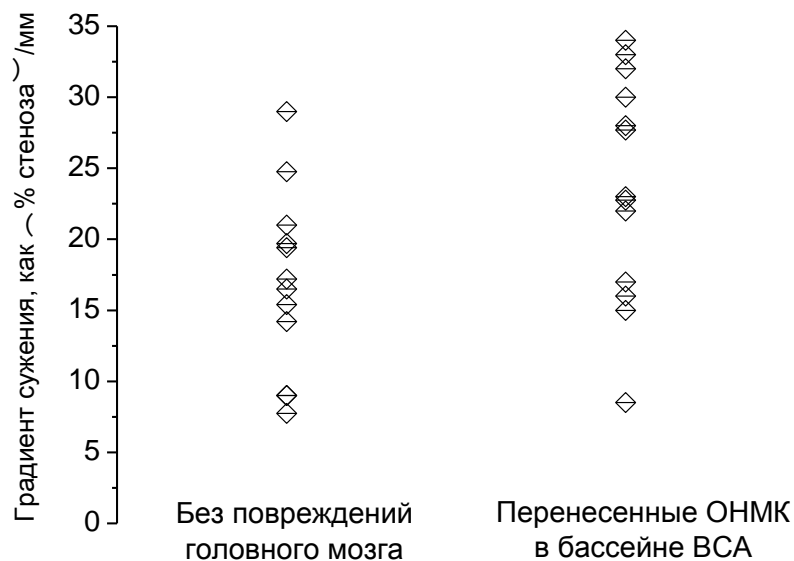 Градиент сужения, как (% стеноза)/мм
35
30
25
20
15
10
5
0
Без повреждений
головного мозга
Перенесенные ОНМК
в бассейне ВСА